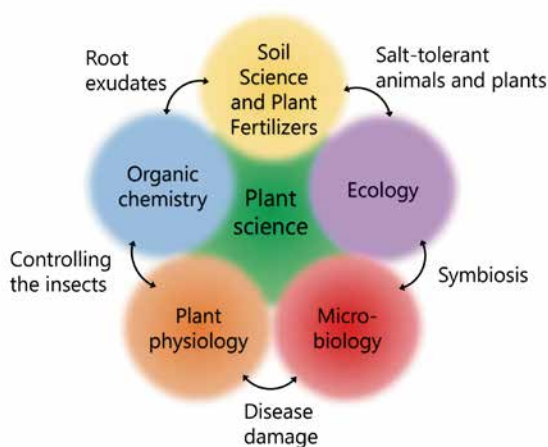 Root
exudates
Soil
Science
and Plant
Fertilizers
Salt-tolerant
animals and plants
Organic
chemistry
Plant
science
Ecology
Controlling
the insects
Symbiosis
Plant
physiology
Micro-
biology
Disease
damage